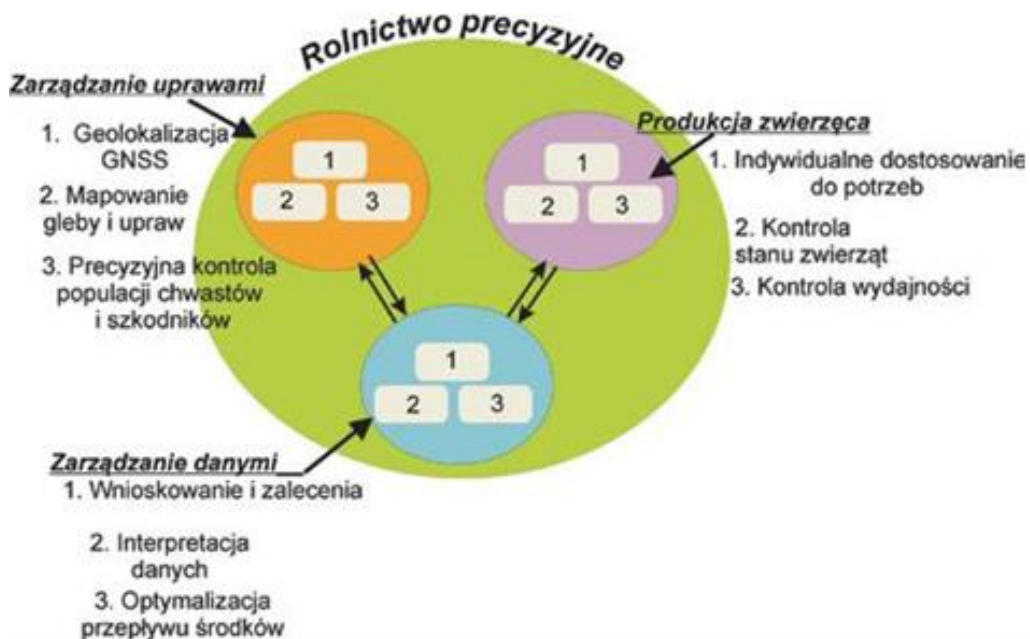 Rolnictwo precyzyjne
Zarządzanie uprawami
1. Geolokalizacja
GNSS
2. Mapowanie
gleby i upraw
3. Precyzyjna kontrola
populacji chwastów
i szkodników
1
2 3
Produkcja zwierzęca
1. Indywidualne dostosowanie
do potrzeb
2. Kontrola
stanu zwierząt
3. Kontrola wydajności
1
2 3
1
2 3
Zarządzanie danymi
1. Wnioskowanie i zalecenia
2. Interpretacja
danych
3. Optymalizacja
przepływu środków